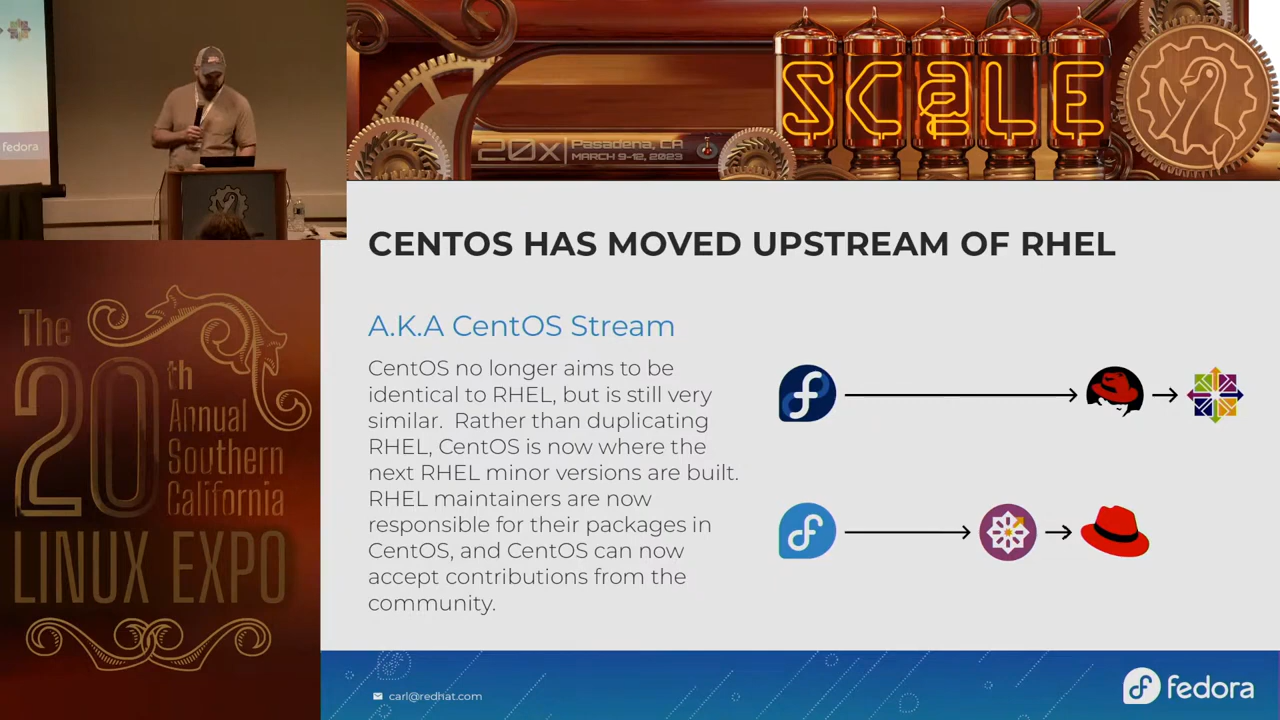 fedora
SC@LE
20x
Pasadena, CA
MARCH 9-12, 2023
The
20th
Annual
Southern
California
LINUX EXPO
CENTOS HAS MOVED UPSTREAM OF RHEL
A.K.A CentOS Stream
CentOS no longer aims to be
identical to RHEL, but is still very
similar. Rather than duplicating
RHEL, CentOS is now where the
next RHEL minor versions are built.
RHEL maintainers are now
responsible for their packages in
CentOS, and CentOS can now
accept contributions from the
community.
carl@redhat.com
fedora